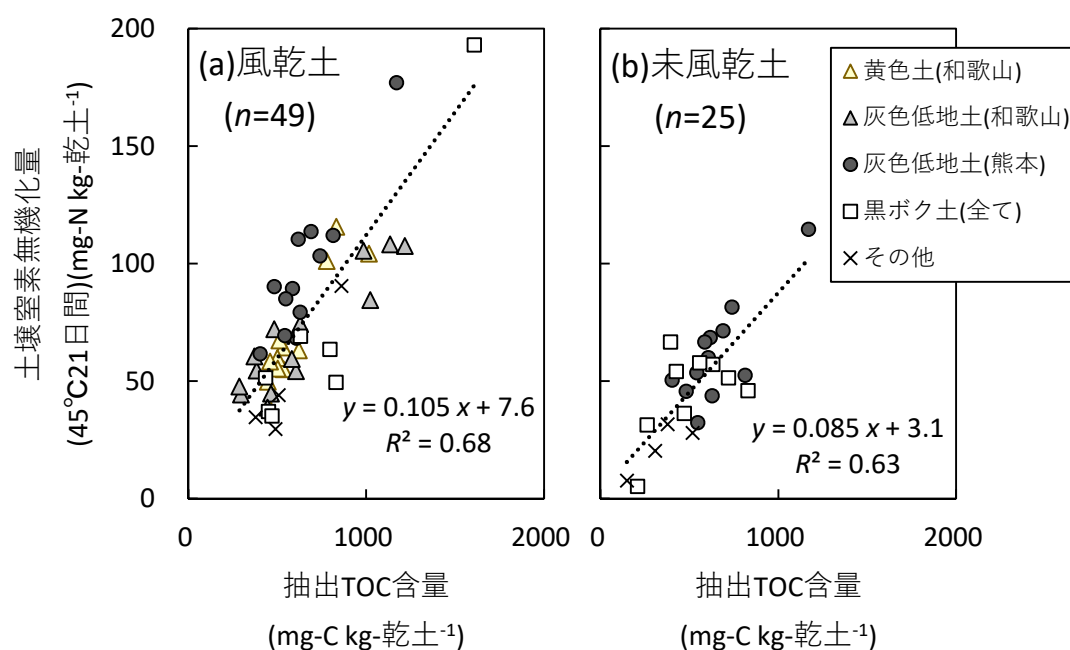 土壌窒素無機化量
(45℃21日間)(mg-N kg-乾土⁻¹)
200
150
100
50
0
(a)風乾土
(n=49)
y = 0.105 x + 7.6
R² = 0.68
0
1000
2000
抽出TOC含量
(mg-C kg-乾土⁻¹)
(b)未風乾土
(n=25)
y = 0.085 x + 3.1
R² = 0.63
0
1000
2000
抽出TOC含量
(mg-C kg-乾土⁻¹)
黄色土(和歌山)
灰色低地土(和歌山)
灰色低地土(熊本)
黒ボク土(全て)
その他